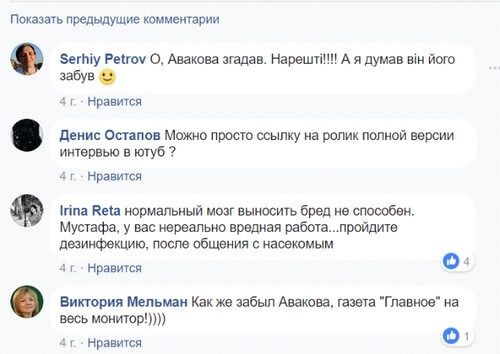 Показать предыдущие комментарии
Serhiy Petrov О, Авакова згадав. Нарешті!!!! А я думав він його
забув 🙂
4 г. · Нравится
Денис Остапов Можно просто ссылку на ролик полной версии
интервью в ютуб ?
4 г. · Нравится
Irina Reta нормальный мозг выносить бред не способен.
Мустафа, у вас нереально вредная работа...пройдите
дезинфекцию, после общения с насекомым
4
4 г. · Нравится
Виктория Мельман Как же забыл Авакова, газета "Главное" на
весь монитор!))))
1
4 г. · Нравится